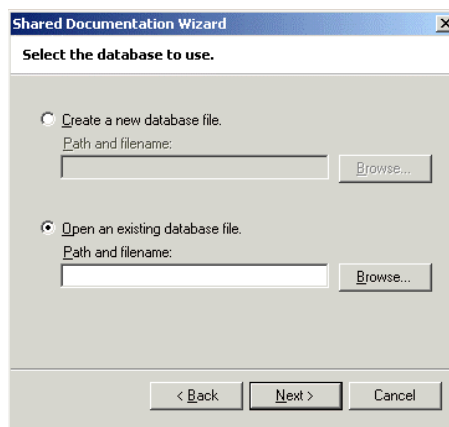 Shared Documentation Wizard
Select the database to use.
Create a new database file.
Path and filename:
Browse...
Open an existing database file.
Path and filename:
Browse...
< Back Next > Cancel